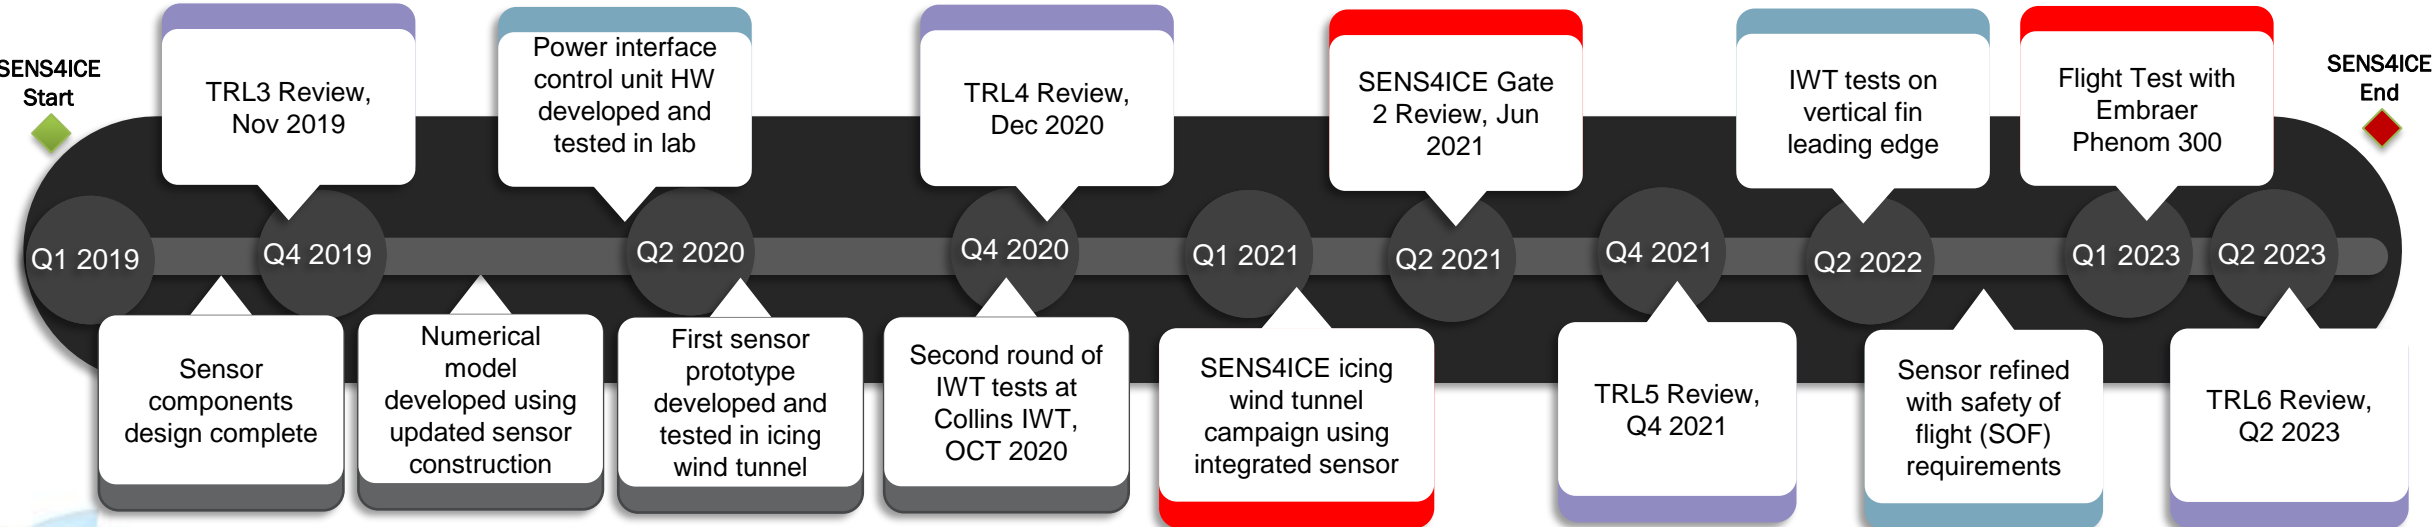 SENS4ICE
Start
TRL3 Review,
Nov 2019
Power interface
control unit HW
developed and
tested in lab
TRL4 Review,
Dec 2020
SENS4ICE Gate
2 Review, Jun
2021
IWT tests on
vertical fin
leading edge
Flight Test with
Embraer
Phenom 300
SENS4ICE
End
Q1 2019
Q4 2019
Q2 2020
Q4 2020
Q1 2021
Q2 2021
Q4 2021
Q2 2022
Q1 2023
Q2 2023
Sensor
components
design complete
Numerical
model
developed using
updated sensor
construction
First sensor
prototype
developed and
tested in icing
wind tunnel
Second round of
IWT tests at
Collins IWT,
OCT 2020
SENS4ICE icing
wind tunnel
campaign using
integrated sensor
TRL5 Review,
Q4 2021
Sensor refined
with safety of
flight (SOF)
requirements
TRL6 Review,
Q2 2023